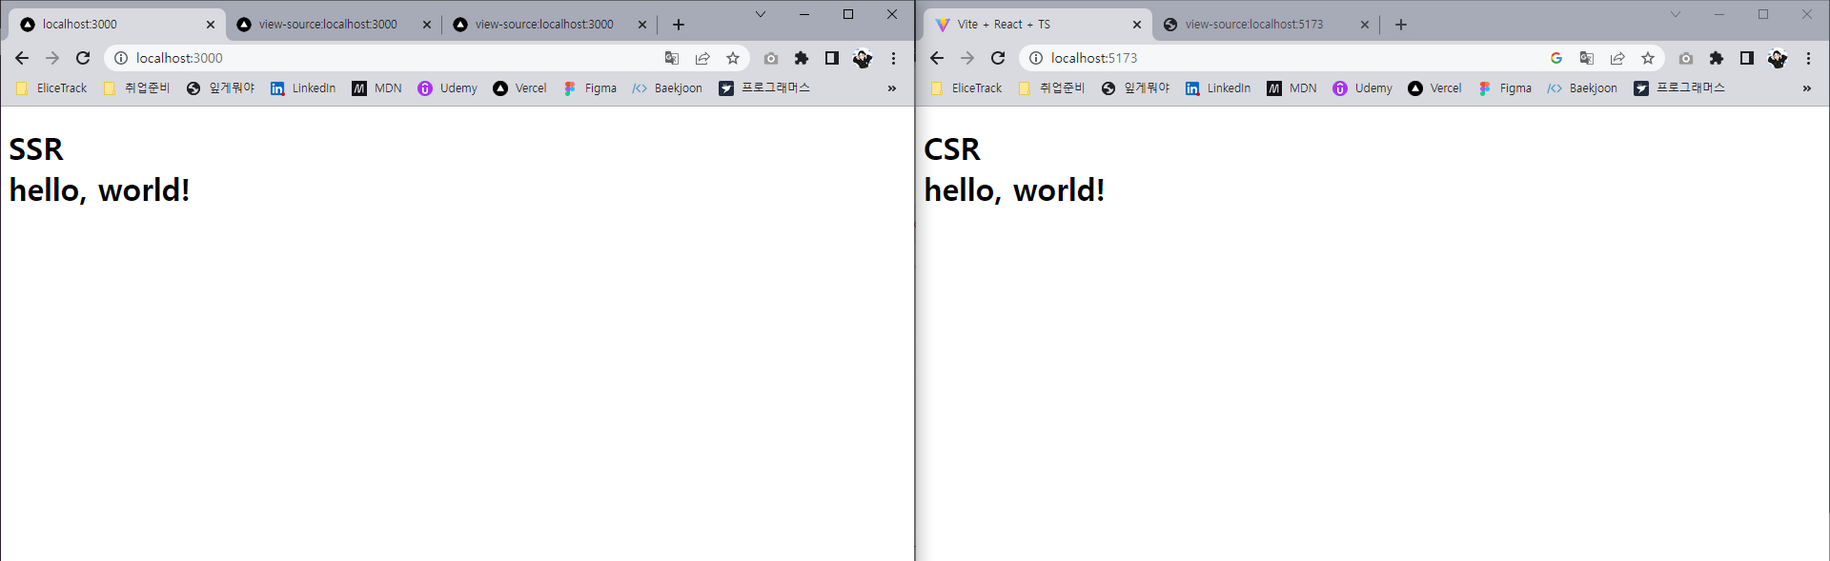 localhost:3000 view-source:localhost:3000 view-source:localhost:3000
localhost:3000
EliceTrack 취업준비 잎게뭐야 LinkedIn MDN Udemy Vercel Figma Baekjoon 프로그래머스 »
SSR
hello, world!
Vite + React + TS view-source:localhost:5173
localhost:5173
EliceTrack 취업준비 잎게뭐야 LinkedIn MDN Udemy Vercel Figma Baekjoon 프로그래머스 »
CSR
hello, world!